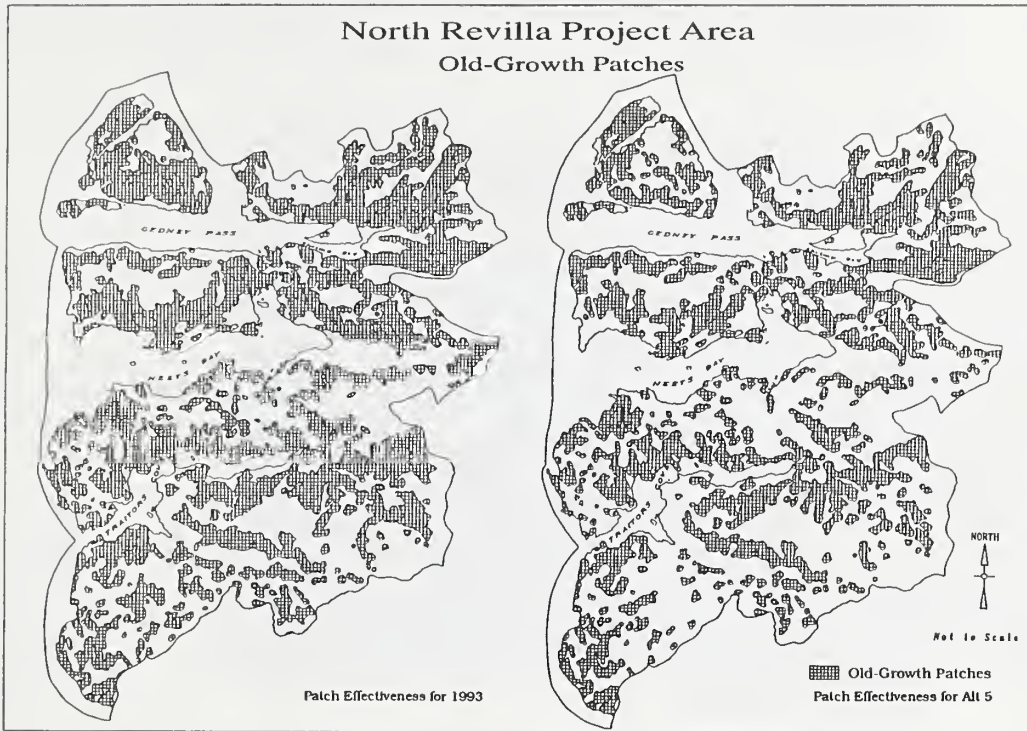 North Revilla Project Area
Old-Growth Patches
GEDNEY PASS
NEETS BAY
TRAITORS
Patch Effectiveness for 1993
GEDNEY PASS
NEETS BAY
TRAITORS
NORTH
Not to Scale
Old-Growth Patches
Patch Effectiveness for Alt 5